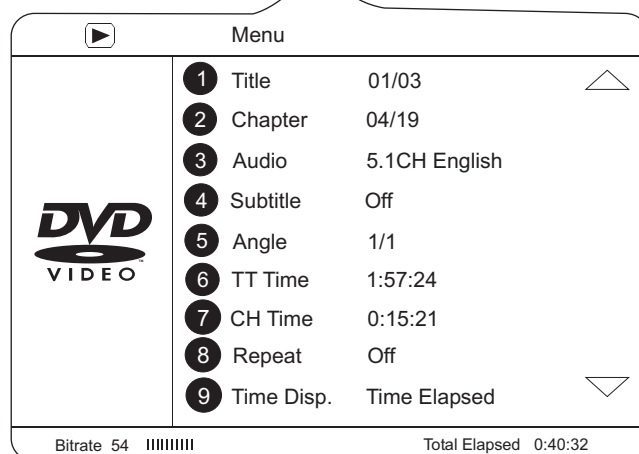 Menu
1 Title 01/03
2 Chapter 04/19
3 Audio 5.1CH English
4 Subtitle Off
5 Angle 1/1
6 TT Time 1:57:24
7 CH Time 0:15:21
8 Repeat Off
9 Time Disp. Time Elapsed
DVD
VIDEO
Bitrate 54 Total Elapsed 0:40:32